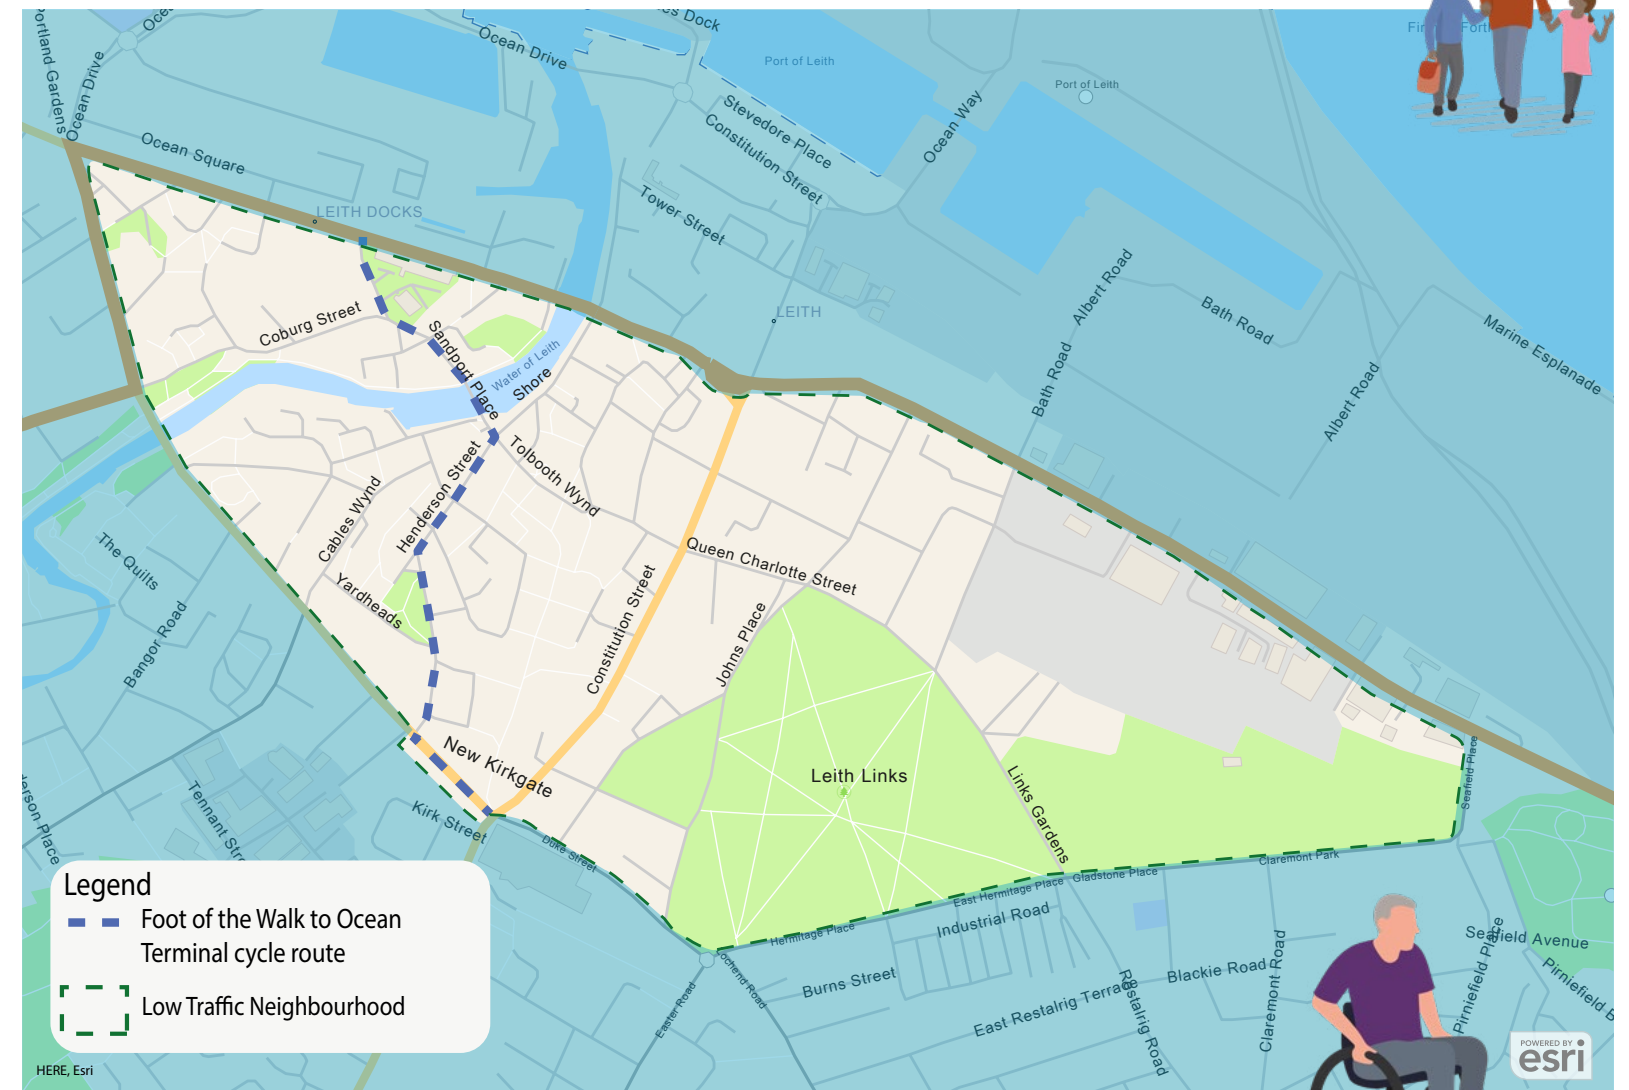 Portland Gardens
Ocean Drive
Ocean Drive
Port of Leith
Port of Leith
Stevedore Place
Constitution Street
Ocean Way
Ocean Square
LEITH DOCKS
Tower Street
LEITH
Albert Road
Bath Road
Marine Esplanade
Bath Road
Albert Road
Coburg Street
Sandport Place
Water of Leith
Shore
Tolbooth Wynd
Henderson Street
Cables Wynd
The Quilts
Yardheads
Bangor Road
Queen Charlotte Street
Constitution Street
Johns Place
New Kirkgate
Leith Links
Links Gardens
Seafield Place
Kirk Street
Duke Street
Claremont Park
Gladstone Place
East Hermitage Place
Hermitage Place
Industrial Road
Lochend Road
Easter Road
Burns Street
East Restalrig Terrace
Restalrig Road
Blackie Road
Claremont Road
Pirniefield Place
Seafield Avenue
Pirniefield
Tennant
Legend
Foot of the Walk to Ocean
Terminal cycle route
Low Traffic Neighbourhood
HERE, Esri
POWERED BY
esri